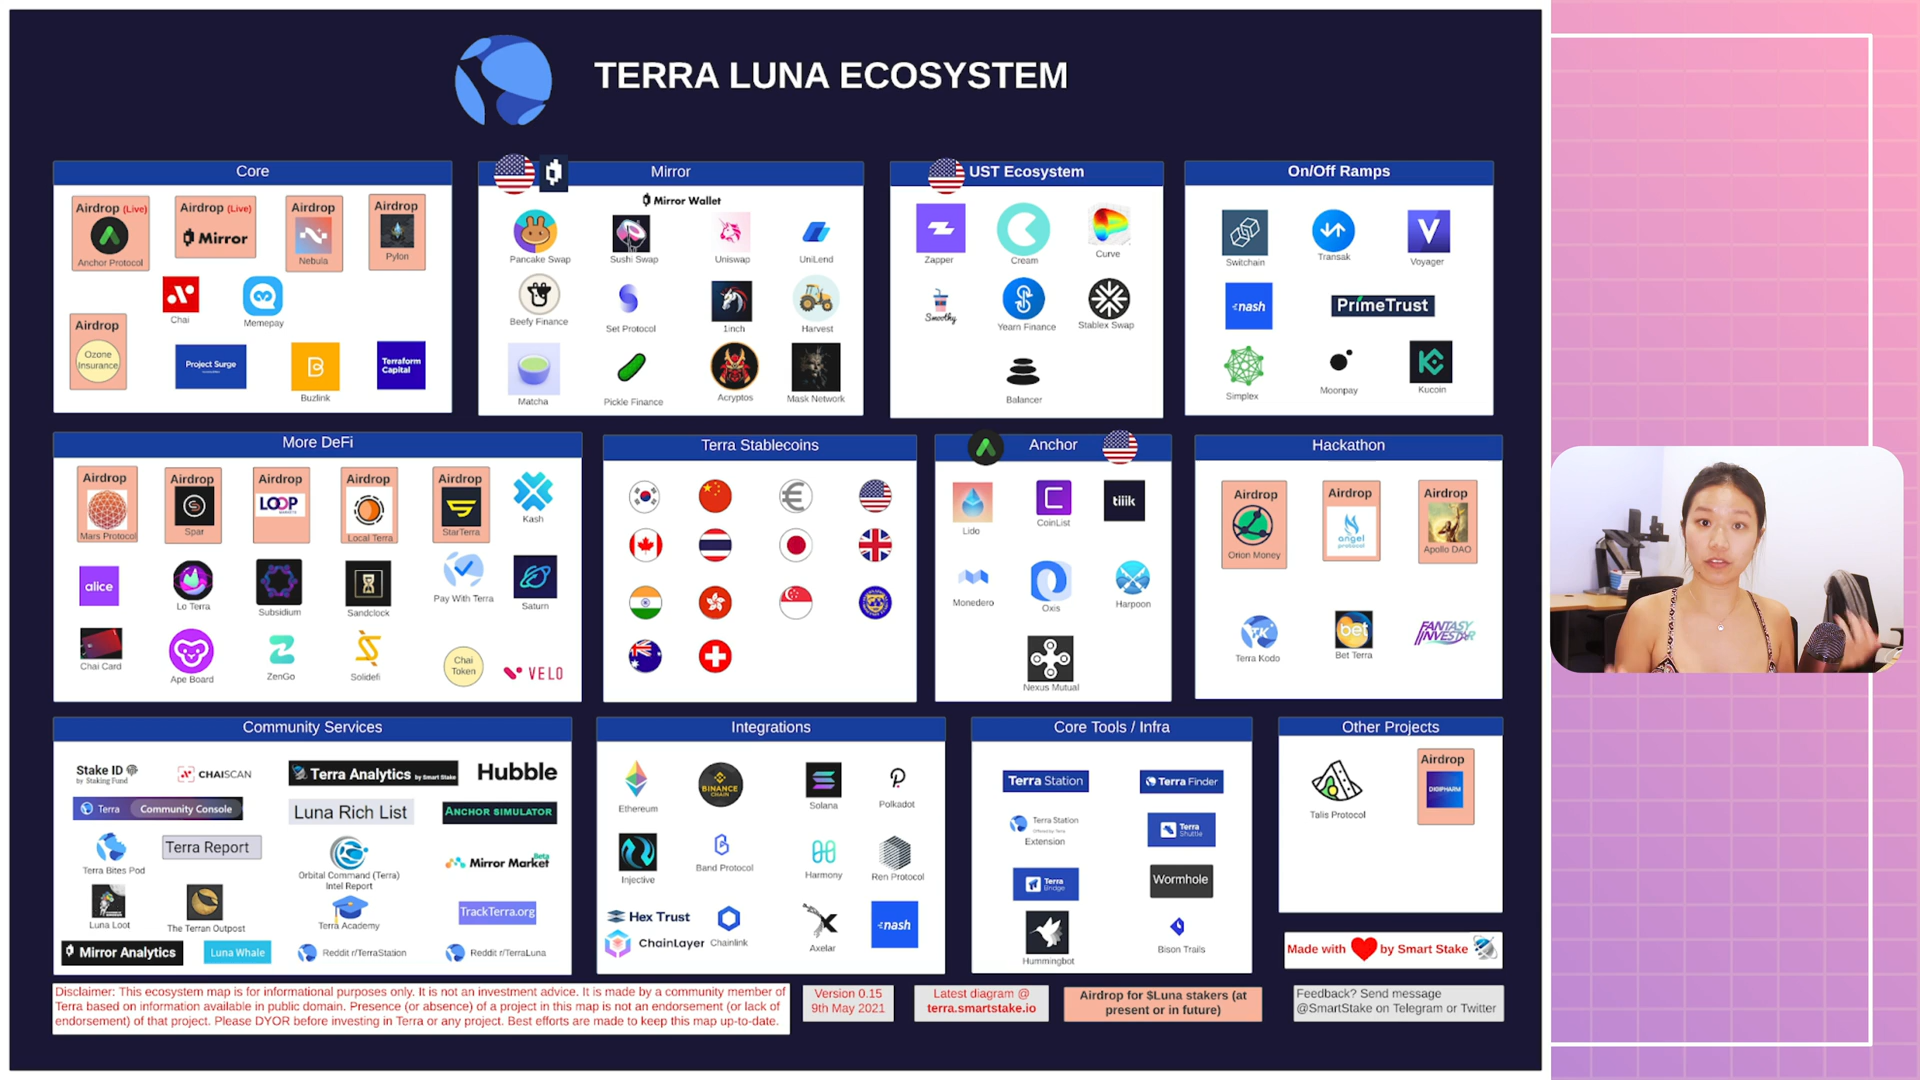 TERRA LUNA ECOSYSTEM
Core
Airdrop (Live)
Anchor Protocol
Airdrop (Live)
Mirror
Airdrop
Nebula
Airdrop
Pylon
Chai
Memepay
Airdrop
Ozone
Insurance
Project Surge
Buzlink
Terraform
Capital
Mirror
Mirror Wallet
Pancake Swap
Sushi Swap
Uniswap
UniLend
Beefy Finance
Set Protocol
1inch
Harvest
Matcha
Pickle Finance
Acryptos
Mask Network
UST Ecosystem
Zapper
Cream
Curve
Smoothy
Yearn Finance
Stablex Swap
Balancer
On/Off Ramps
Switchain
Transak
Voyager
nash
PrimeTrust
Simplex
Moonpay
Kucoin
More DeFi
Airdrop
Mars Protocol
Airdrop
Spar
Airdrop
LOOP
Airdrop
Local Terra
Airdrop
StarTerra
Kash
alice
Lo Terra
Subsidium
Sandclock
Pay With Terra
Saturn
Chai Card
Ape Board
ZenGo
Solidefi
Chai
Token
VELO
Terra Stablecoins
Anchor
Lido
CoinList
tiiik
Monedero
Oxis
Harpoon
Nexus Mutual
Hackathon
Airdrop
Orion Money
Airdrop
angel
protocol
Airdrop
Apollo DAO
Terra Kodo
bet
Bet Terra
FANTASY
INVESTAR
Community Services
Stake ID
by Staking Fund
CHAISCAN
Terra Analytics by Smart Stake
Hubble
Terra Community Console
Luna Rich List
ANCHOR SIMULATOR
Terra Bites Pod
Terra Report
Orbital Command (Terra)
Intel Report
Mirror Market Beta
Luna Loot
The Terran Outpost
Terra Academy
TrackTerra.org
Mirror Analytics
Luna Whale
Reddit r/TerraStation
Reddit r/TerraLuna
Integrations
Ethereum
BINANCE
CHAIN
Solana
Polkadot
Injective
Band Protocol
Harmony
Ren Protocol
Hex Trust
ChainLayer
Chainlink
Axelar
nash
Core Tools / Infra
Terra Station
Terra Finder
Terra Station
Extension
Terra
Shuttle
Terra
Bridge
Wormhole
Hummingbot
Bison Trails
Other Projects
Talis Protocol
Airdrop
DIGIPHARM
Made with by Smart Stake
Disclaimer: This ecosystem map is for informational purposes only. It is not an investment advice. It is made by a community member of
Terra based on information available in public domain. Presence (or absence) of a project in this map is not an endorsement (or lack of
endorsement) of that project. Please DYOR before investing in Terra or any project. Best efforts are made to keep this map up-to-date.
Version 0.15
9th May 2021
Latest diagram @
terra.smartstake.io
Airdrop for $Luna stakers (at
present or in future)
Feedback? Send message
@SmartStake on Telegram or Twitter